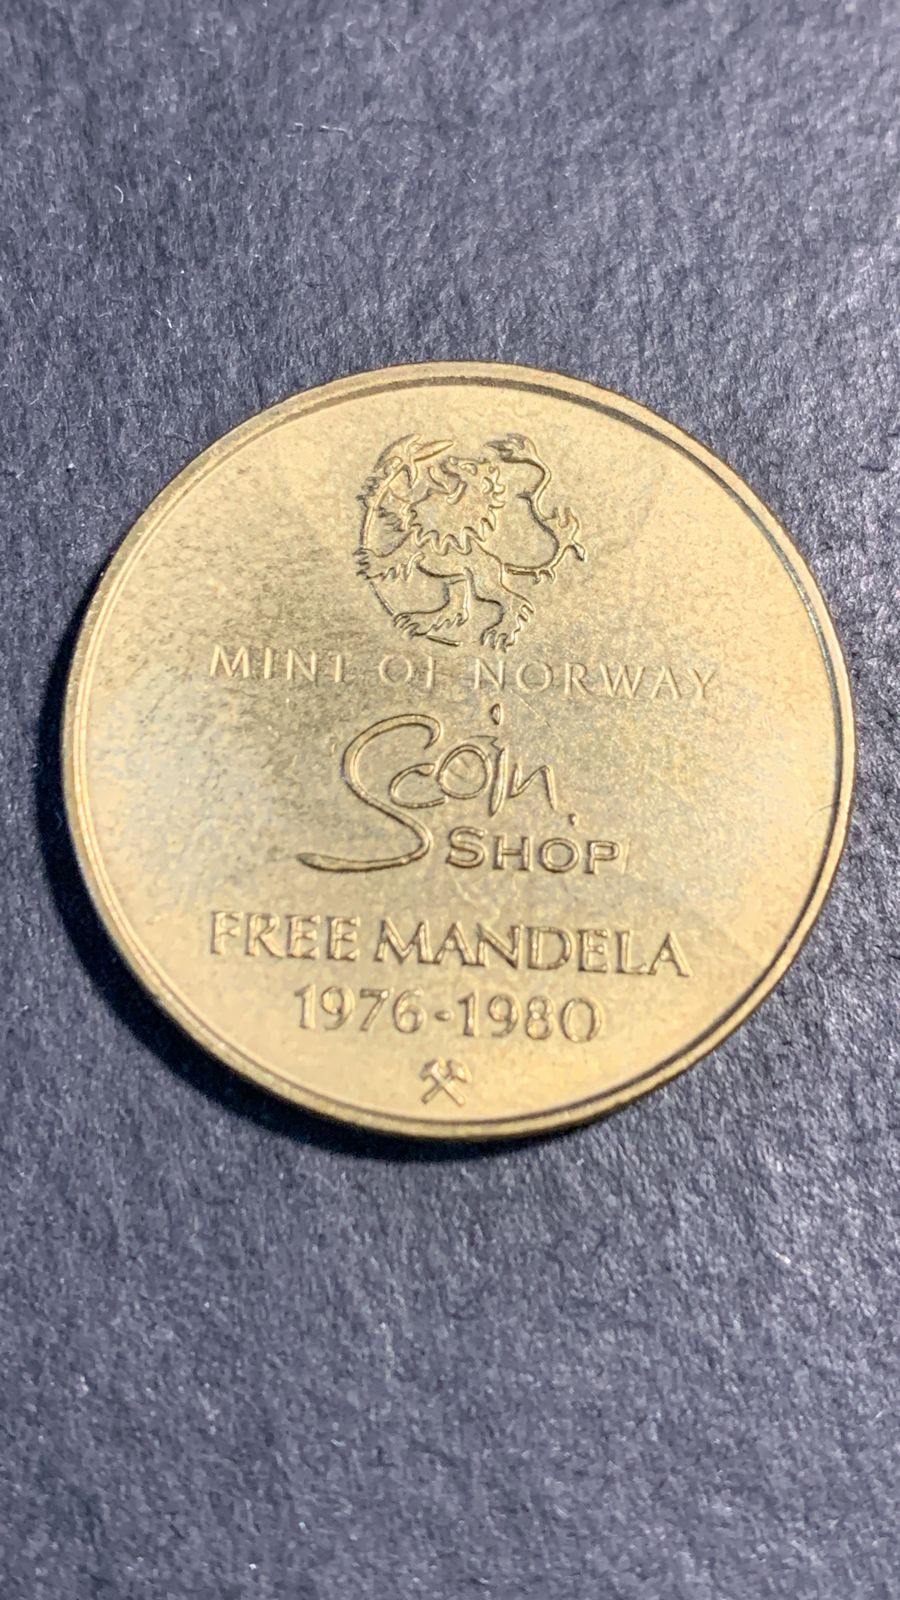 MINT OF NORWAY
Scoin
SHOP
FREE MANDELA
1976-1980